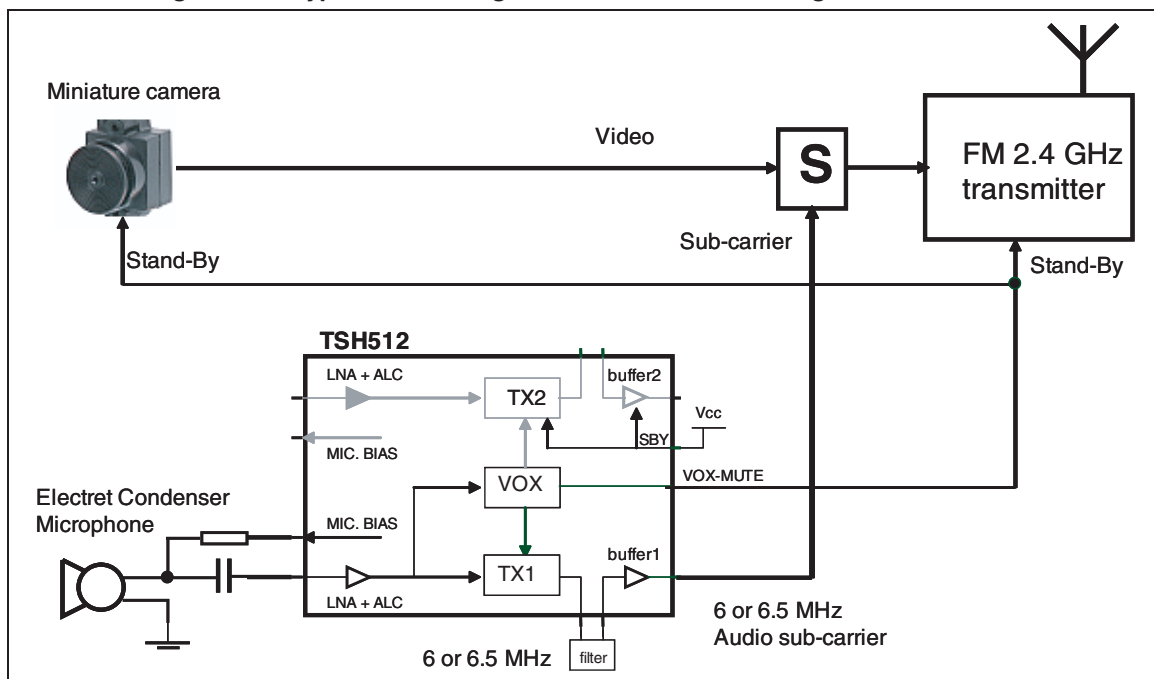 Miniature camera
Video
S
FM 2.4 GHz
transmitter
Sub-carrier
Stand-By
Stand-By
TSH512
LNA + ALC
TX2
buffer2
Vcc
SBY
MIC. BIAS
VOX
VOX-MUTE
Electret Condenser
Microphone
MIC. BIAS
TX1
buffer1
LNA + ALC
6 or 6.5 MHz
Audio sub-carrier
6 or 6.5 MHz
filter